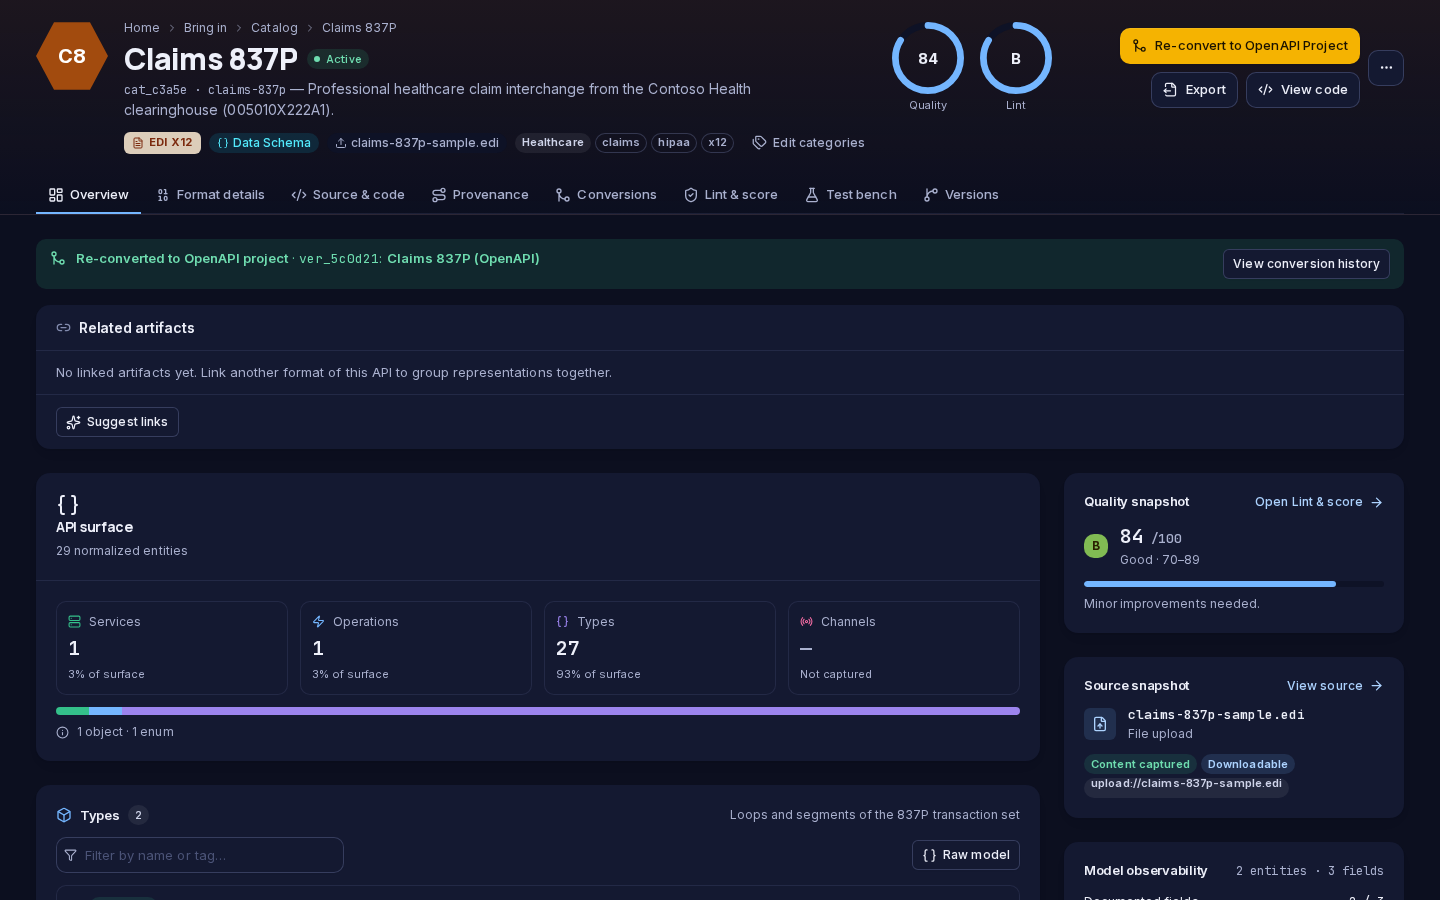 Home > Bring in > Catalog > Claims 837P
C8
Claims 837P
Active
cat_c3a5e · claims-837p — Professional healthcare claim interchange from the Contoso Health
clearinghouse (005010X222A1).
EDI X12
Data Schema
claims-837p-sample.edi
Healthcare
claims
hipaa
x12
Edit categories
84
Quality
B
Lint
Re-convert to OpenAPI Project
Export
View code
Overview
Format details
Source & code
Provenance
Conversions
Lint & score
Test bench
Versions
Re-converted to OpenAPI project · ver_5c0d21: Claims 837P (OpenAPI)
View conversion history
Related artifacts
No linked artifacts yet. Link another format of this API to group representations together.
Suggest links
API surface
29 normalized entities
Services
1
3% of surface
Operations
1
3% of surface
Types
27
93% of surface
Channels
—
Not captured
1 object · 1 enum
Types 2
Loops and segments of the 837P transaction set
Filter by name or tag...
Raw model
Quality snapshot
Open Lint & score
B
84 /100
Good · 70–89
Minor improvements needed.
Source snapshot
View source
claims-837p-sample.edi
File upload
Content captured
Downloadable
upload://claims-837p-sample.edi
Model observability
2 entities · 3 fields